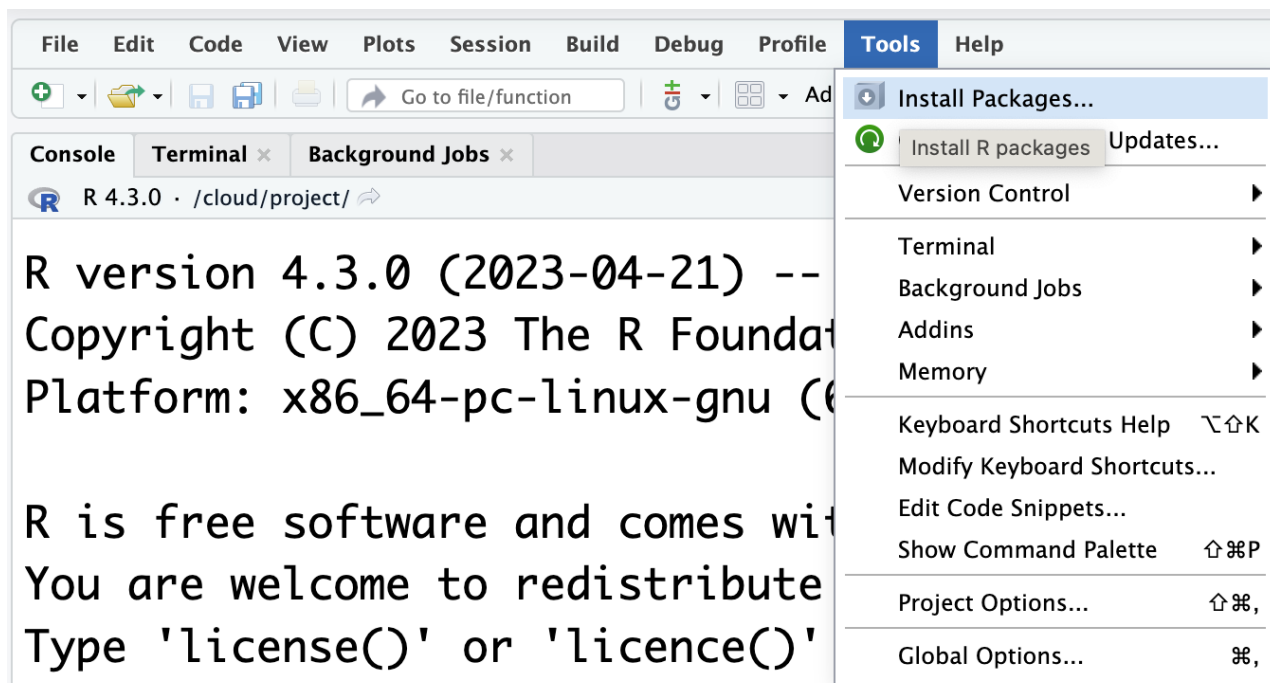 File Edit Code View Plots Session Build Debug Profile Tools Help
Go to file/function Ad
Console Terminal Background Jobs
R 4.3.0 · /cloud/project/
R version 4.3.0 (2023-04-21) --
Copyright (C) 2023 The R Foundat
Platform: x86_64-pc-linux-gnu (6
R is free software and comes wit
You are welcome to redistribute
Type 'license()' or 'licence()'
Install Packages...
Install R packages
Updates...
Version Control
Terminal
Background Jobs
Addins
Memory
Keyboard Shortcuts Help ⌥⇧K
Modify Keyboard Shortcuts...
Edit Code Snippets...
Show Command Palette ⇧⌘P
Project Options... ⇧⌘,
Global Options... ⌘,